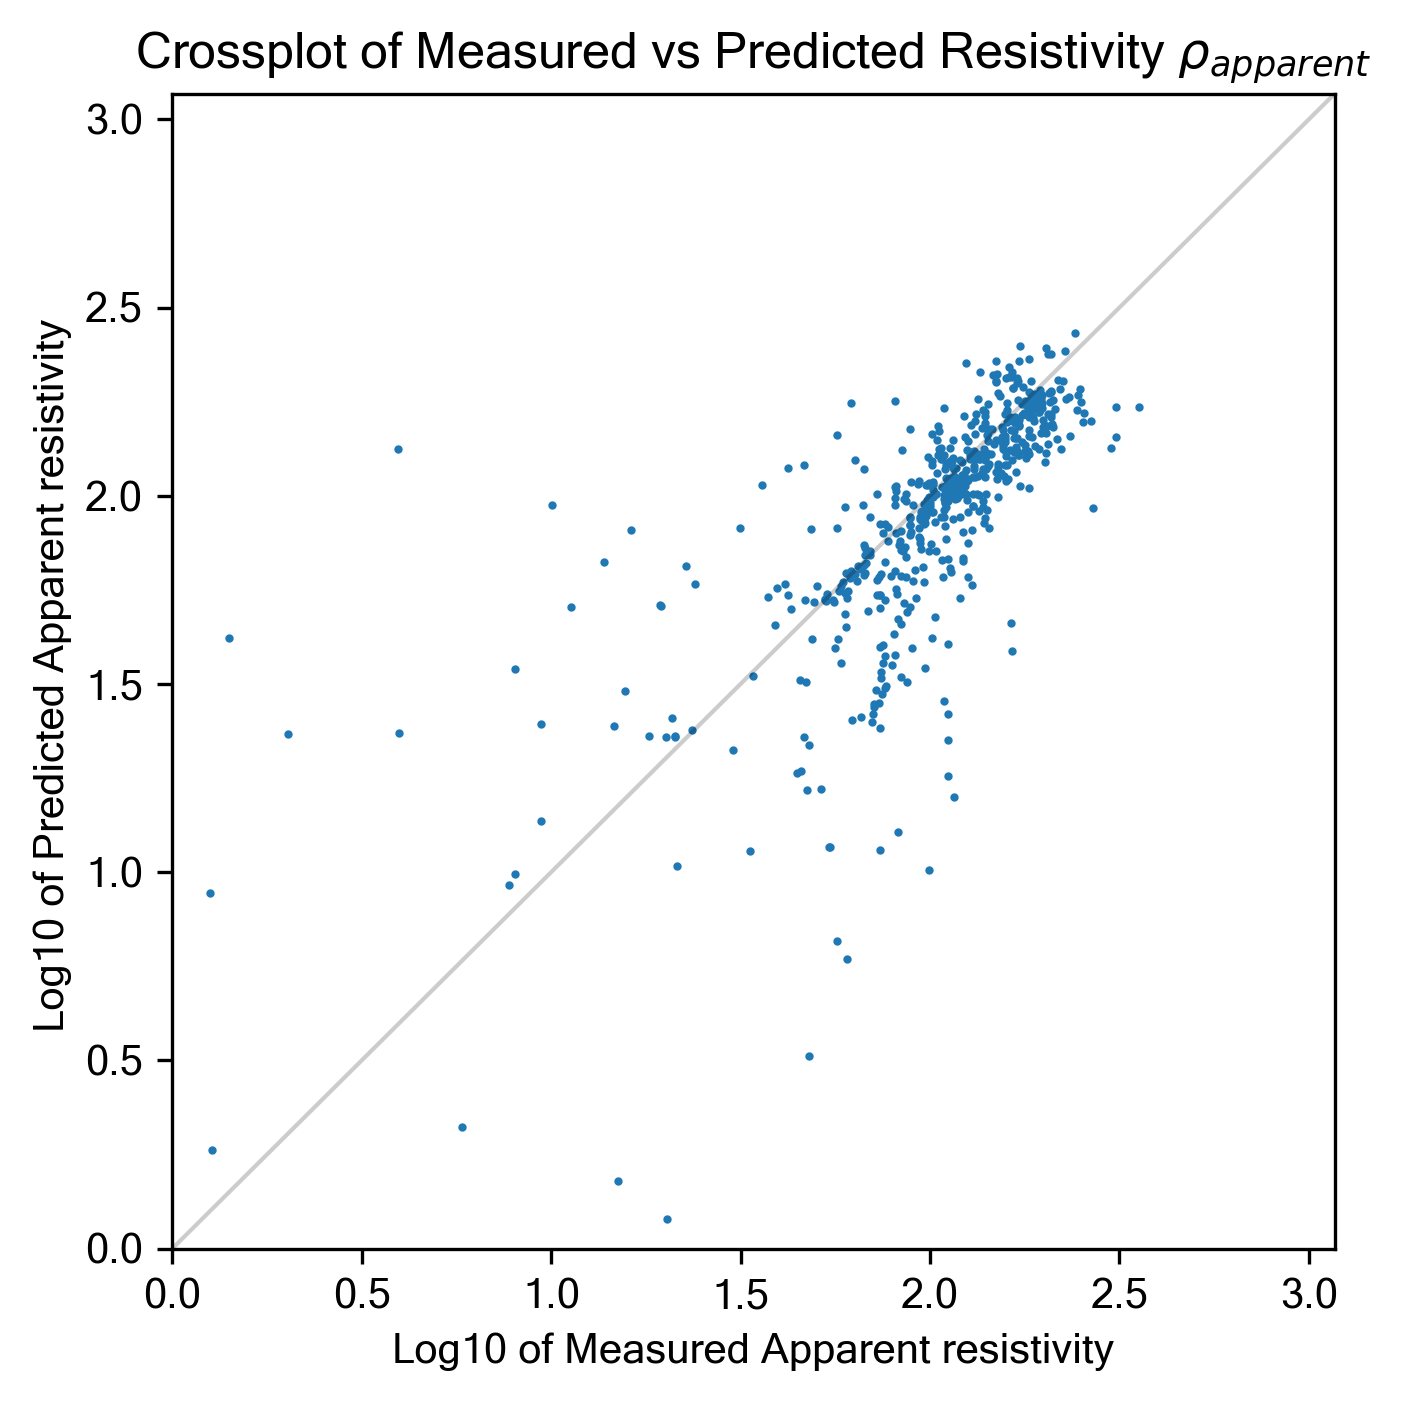 Crossplot of Measured vs Predicted Resistivity ρapparent
3.0
2.5
2.0
1.5
1.0
0.5
0.0
Log10 of Predicted Apparent resistivity
0.0 0.5 1.0 1.5 2.0 2.5 3.0
Log10 of Measured Apparent resistivity